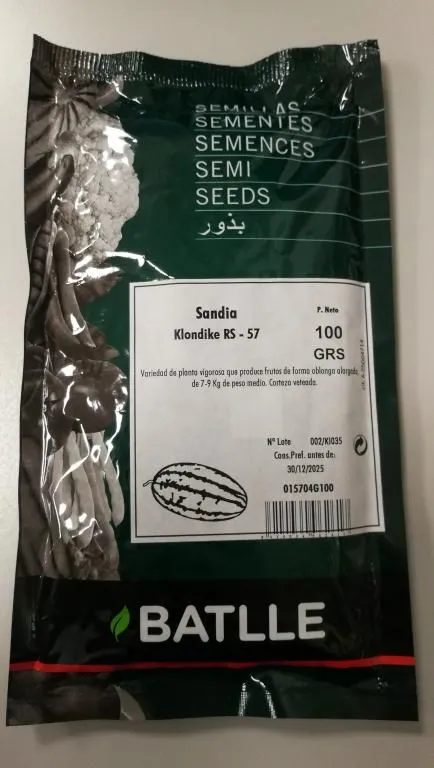 SEMILLAS
SEMENTES
SEMENCES
SEMI
SEEDS
بذور
Sandia
P. Neto
Klondike RS - 57
100
GRS
Variedad de planta vigorosa que produce frutos de forma oblonga alargada
de 7-9 Kg de peso medio. Corteza veteada.
Nº Lote 002/KI035
Cons.Pref. antes de:
30/12/2025
015704G100
BATLLE